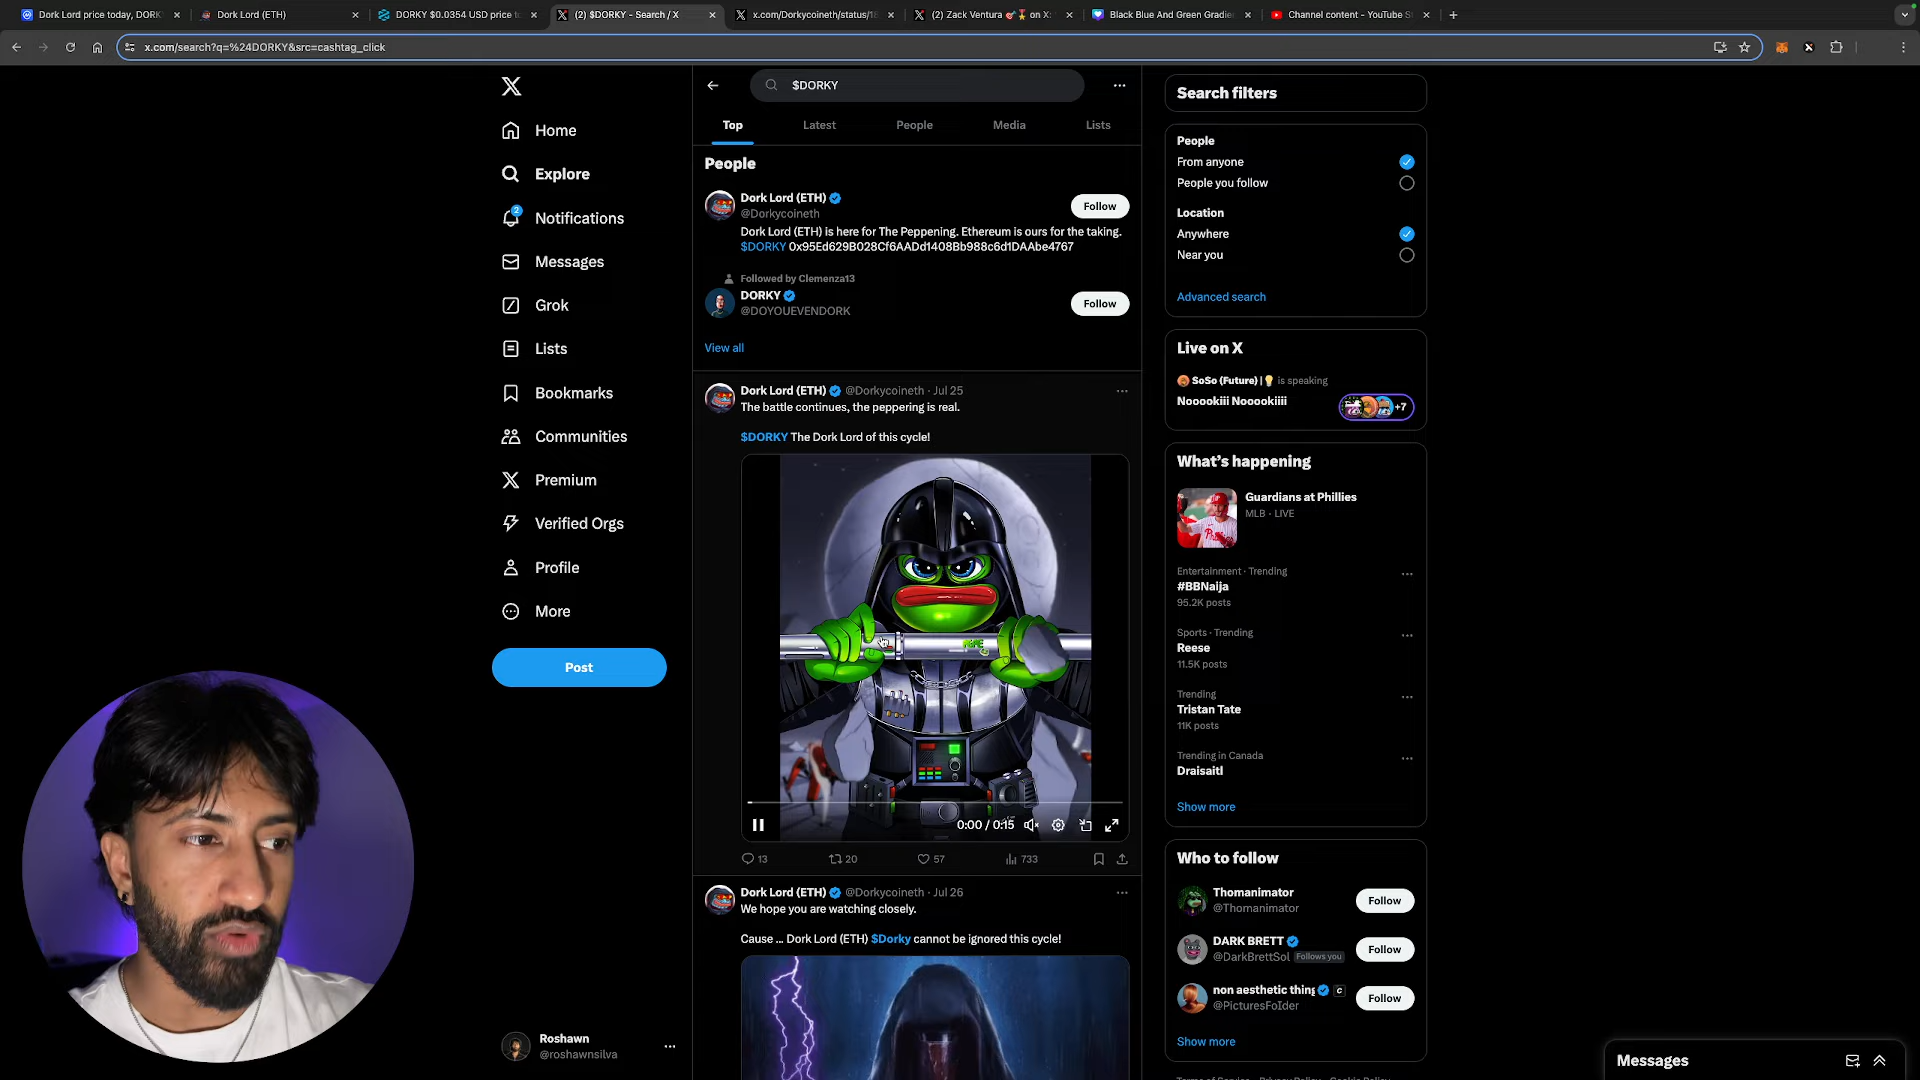 Dork Lord price today, DORK
Dork Lord (ETH)
DORKY $0.0354 USD price t
(2) $DORKY - Search / X
x.com/Dorkycoineth/status/18
(2) Zack Ventura 🎯🏅 on X:
Black Blue And Green Gradie
Channel content - YouTube S
x.com/search?q=%24DORKY&src=cashtag_click
Home
Explore
2
Notifications
Messages
Grok
Lists
Bookmarks
Communities
Premium
Verified Orgs
Profile
More
Post
Roshawn
@roshawnsilva
$DORKY
Top
Latest
People
Media
Lists
People
Dork Lord (ETH)
@Dorkycoineth
Follow
Dork Lord (ETH) is here for The Peppening. Ethereum is ours for the taking.
$DORKY 0x95Ed629B028Cf6AADd1408Bb988c6d1DAAbe4767
Followed by Clemenza13
DORKY
@DOYOUEVENDORK
Follow
View all
Dork Lord (ETH) @Dorkycoineth · Jul 25
The battle continues, the peppering is real.
$DORKY The Dork Lord of this cycle!
PEPE
0:00 / 0:15
13
20
57
733
Dork Lord (ETH) @Dorkycoineth · Jul 26
We hope you are watching closely.
Cause ... Dork Lord (ETH) $Dorky cannot be ignored this cycle!
Search filters
People
From anyone
People you follow
Location
Anywhere
Near you
Advanced search
Live on X
SoSo (Future) | 💡 is speaking
Nooookiii Nooookiiii
+7
What's happening
Guardians at Phillies
MLB · LIVE
Entertainment · Trending
#BBNaija
95.2K posts
Sports · Trending
Reese
11.5K posts
Trending
Tristan Tate
11K posts
Trending in Canada
Draisaitl
Show more
Who to follow
Thomanimator
@Thomanimator
Follow
DARK BRETT
@DarkBrettSol Follows you
Follow
non aesthetic thing
@PicturesFoIder
Follow
Show more
Terms of Service Privacy Policy Cookie Policy
Messages